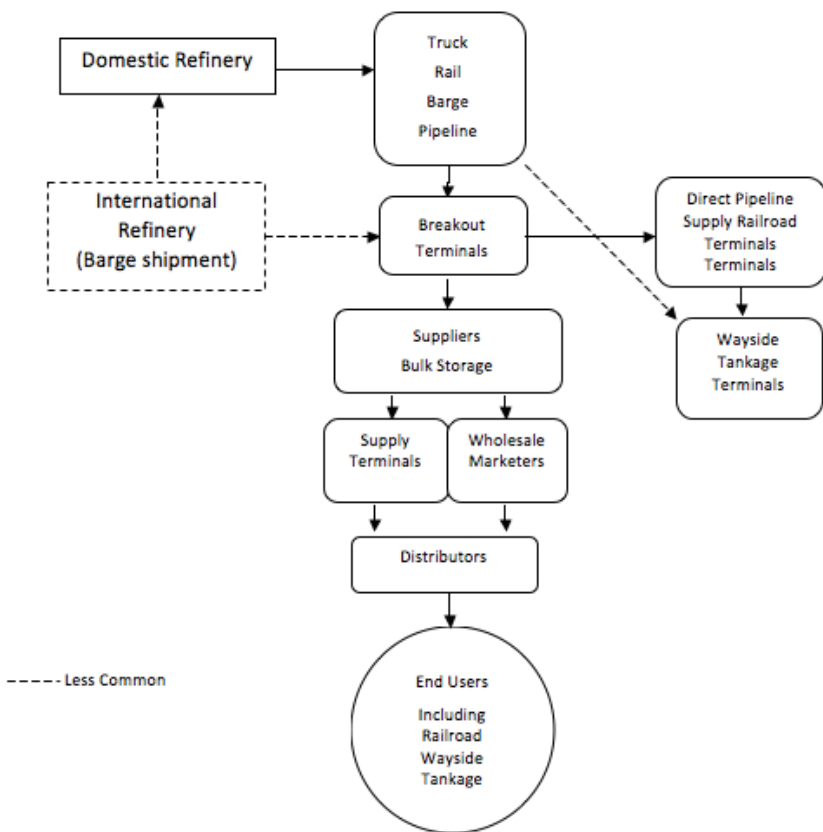 Domestic Refinery
Truck
Rail
Barge
Pipeline
International
Refinery
(Barge shipment)
Breakout
Terminals
Direct Pipeline
Supply Railroad
Terminals
Terminals
Suppliers
Bulk Storage
Wayside
Tankage
Terminals
Supply
Terminals
Wholesale
Marketers
Distributors
Less Common
End Users
Including
Railroad
Wayside
Tankage